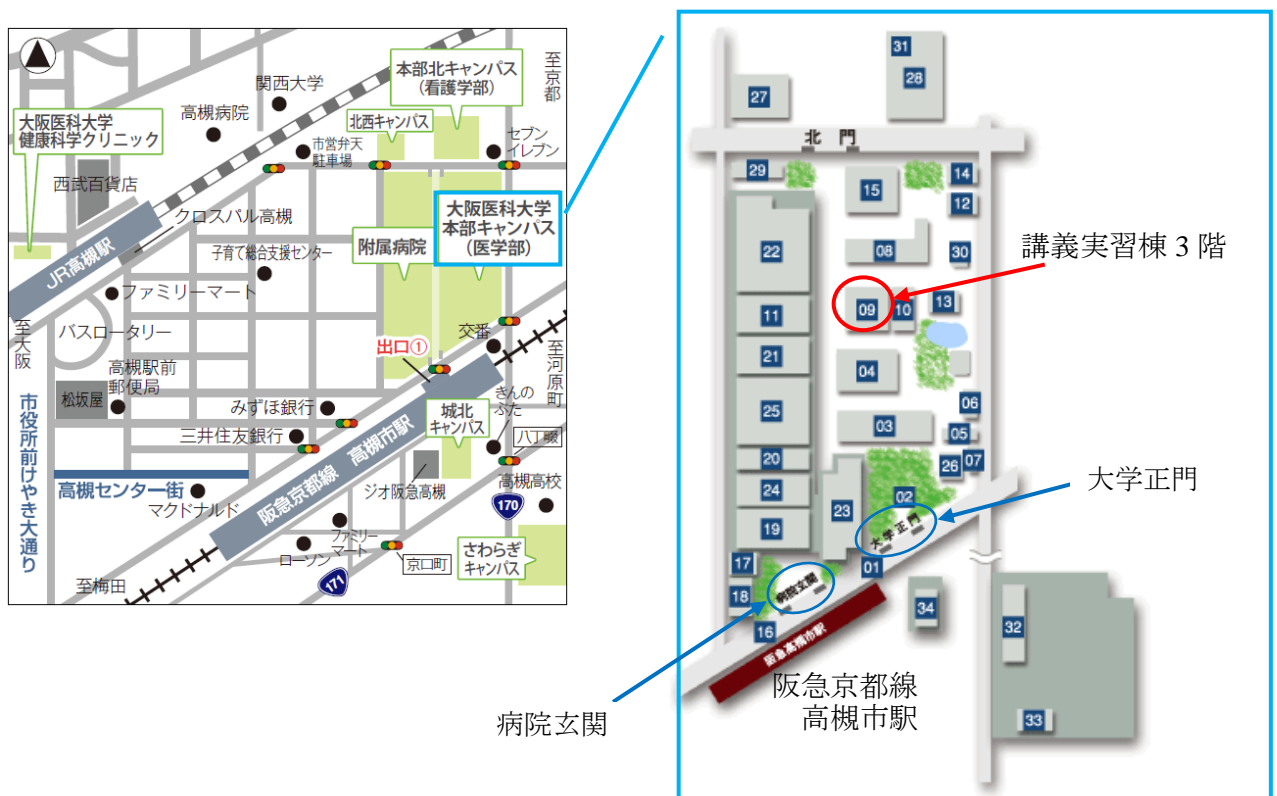 関西大学
高槻病院
本部北キャンパス
(看護学部)
至京都
大阪医科大学
健康科学クリニック
北西キャンパス
市営弁天
駐車場
セブン
イレブン
西武百貨店
クロスパル高槻
大阪医科大学
本部キャンパス
(医学部)
附属病院
子育て総合支援センター
JR高槻駅
ファミリーマート
至大阪
バスロータリー
交番
出口①
至河原町
高槻駅前
郵便局
松坂屋
みずほ銀行
三井住友銀行
きんの
ぶた
城北
キャンパス
八丁畷
市役所前けやき大通り
阪急京都線 高槻市駅
高槻センター街
マクドナルド
ジオ阪急高槻
高槻高校
170
ファミリー
マート
ローソン
京口町
さわらぎ
キャンパス
171
至梅田
31
28
27
北門
29
15
14
12
22
08
30
講義実習棟3階
09
10
13
11
21
04
25
06
03
05
20
26
07
24
02
大学正門
23
19
大学正門
17
01
18
病院玄関
34
32
16
阪急高槻市駅
阪急京都線
高槻市駅
病院玄関
33